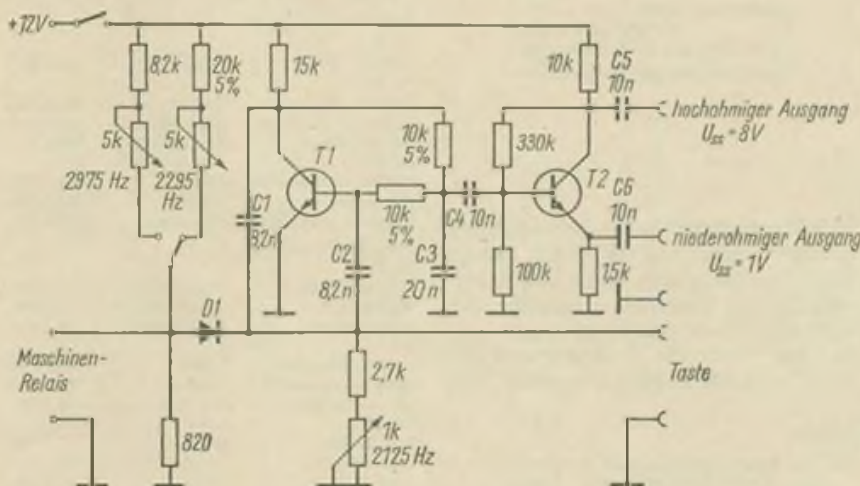 +12V
8,2k
20k
5%
15k
10k
C5
10n
hochohmiger Ausgang
Uss = 8V
5k
5k
2975 Hz
2295
Hz
T1
10k
5%
330k
T2
C6
10n
C1
8,2n
10k
5%
C4
10n
niederohmiger Ausgang
Uss = 1V
C2
8,2n
C3
20n
100k
1,5k
D1
Maschinen-
Relais
2,7k
Taste
820
1k
2125 Hz